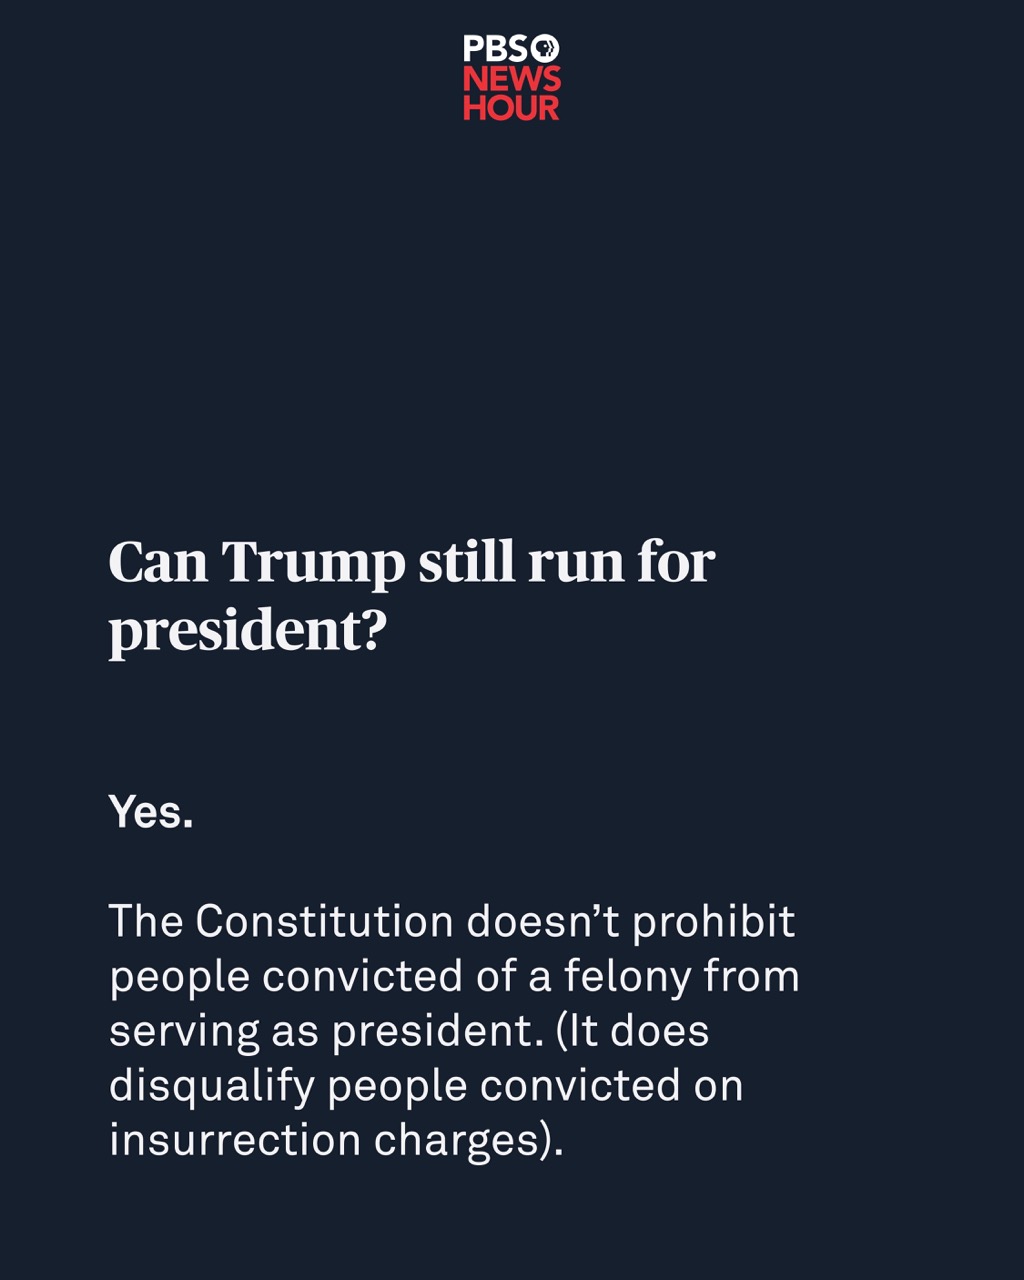 PBS
NEWS
HOUR
Can Trump still run for
president?
Yes.
The Constitution doesn’t prohibit
people convicted of a felony from
serving as president. (It does
disqualify people convicted on
insurrection charges).